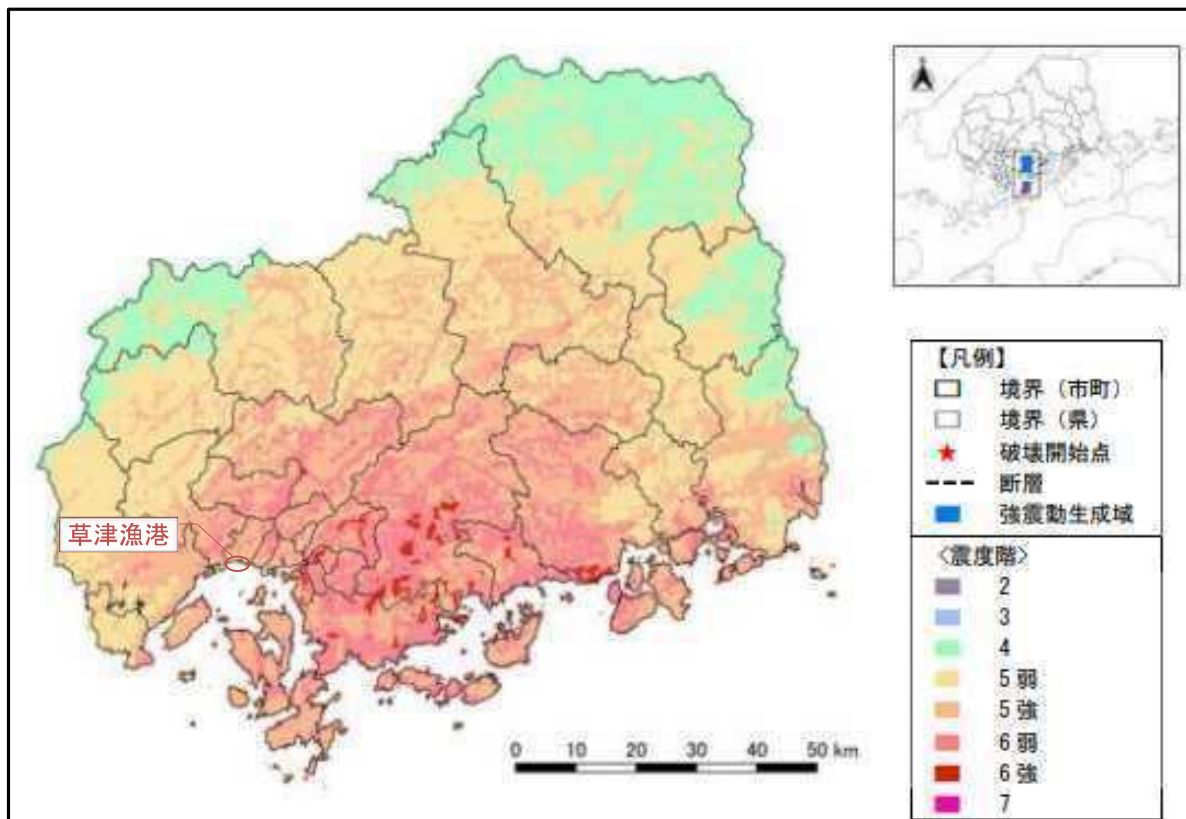 草津漁港
【凡例】
境界（市町）
境界（県）
破壊開始点
断層
強震動生成域
〈震度階〉
2
3
4
5 弱
5 強
6 弱
6 強
7
0 10 20 30 40 50 km